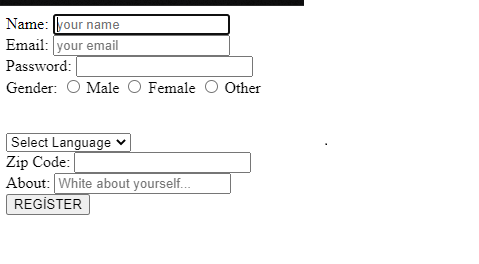 Name: your name
Email: your email
Password:
Gender: Male Female Other
Select Language
Zip Code:
About: White about yourself...
REGİSTER